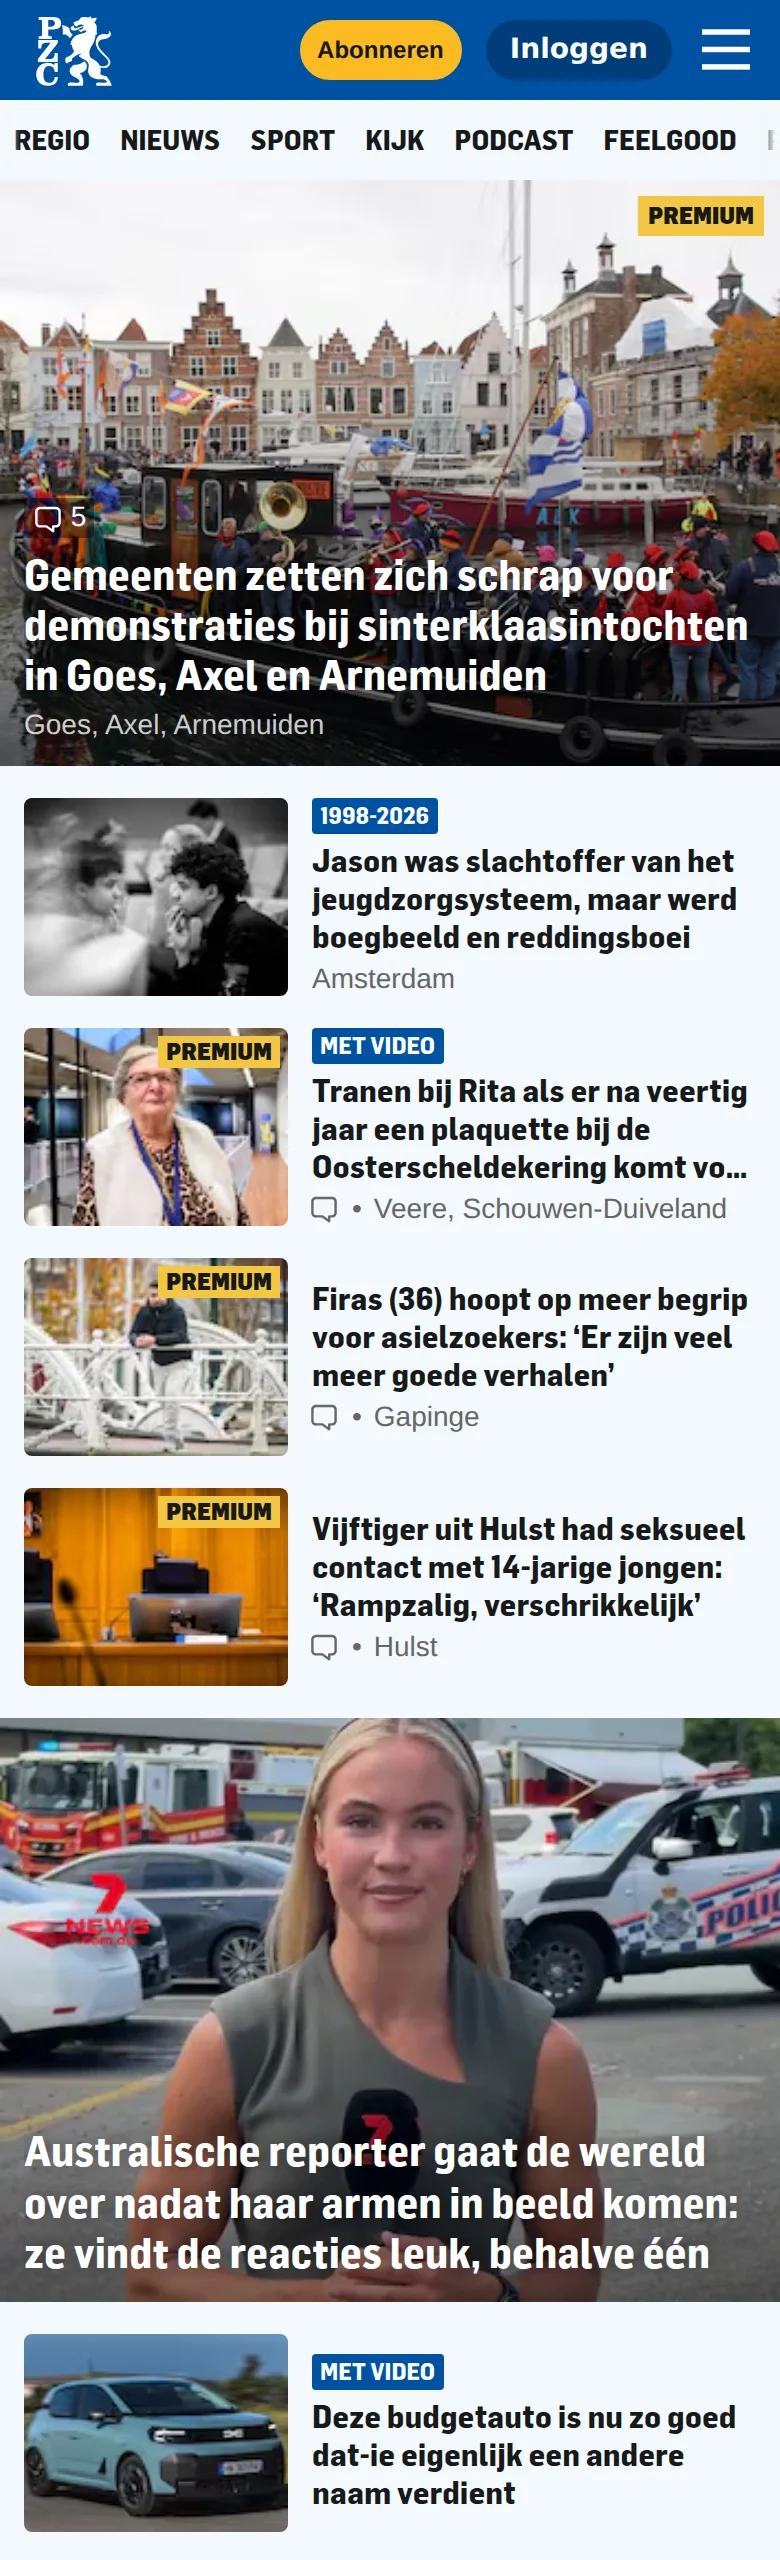 PZC
Abonneren
Inloggen
REGIO NIEUWS SPORT KIJK PODCAST FEELGOOD
PREMIUM
5
Gemeenten zetten zich schrap voor
demonstraties bij sinterklaasintochten
in Goes, Axel en Arnemuiden
Goes, Axel, Arnemuiden
1998-2026
Jason was slachtoffer van het
jeugdzorgsysteem, maar werd
boegbeeld en reddingsboei
Amsterdam
PREMIUM
MET VIDEO
Tranen bij Rita als er na veertig
jaar een plaquette bij de
Oosterscheldekering komt vo...
• Veere, Schouwen-Duiveland
PREMIUM
Firas (36) hoopt op meer begrip
voor asielzoekers: ‘Er zijn veel
meer goede verhalen’
• Gapinge
PREMIUM
Vijftiger uit Hulst had seksueel
contact met 14-jarige jongen:
‘Rampzalig, verschrikkelijk’
• Hulst
7
NEWS
.com.au
POLIC
7
Australische reporter gaat de wereld
over nadat haar armen in beeld komen:
ze vindt de reacties leuk, behalve één
MET VIDEO
Deze budgetauto is nu zo goed
dat-ie eigenlijk een andere
naam verdient